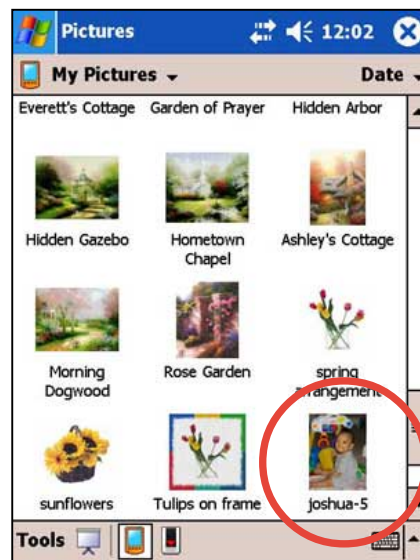 Pictures 12:02
My Pictures Date
Everett's Cottage Garden of Prayer Hidden Arbor
Hidden Gazebo Hometown Chapel Ashley's Cottage
Morning Dogwood Rose Garden spring arrangement
sunflowers Tulips on frame joshua-5
Tools